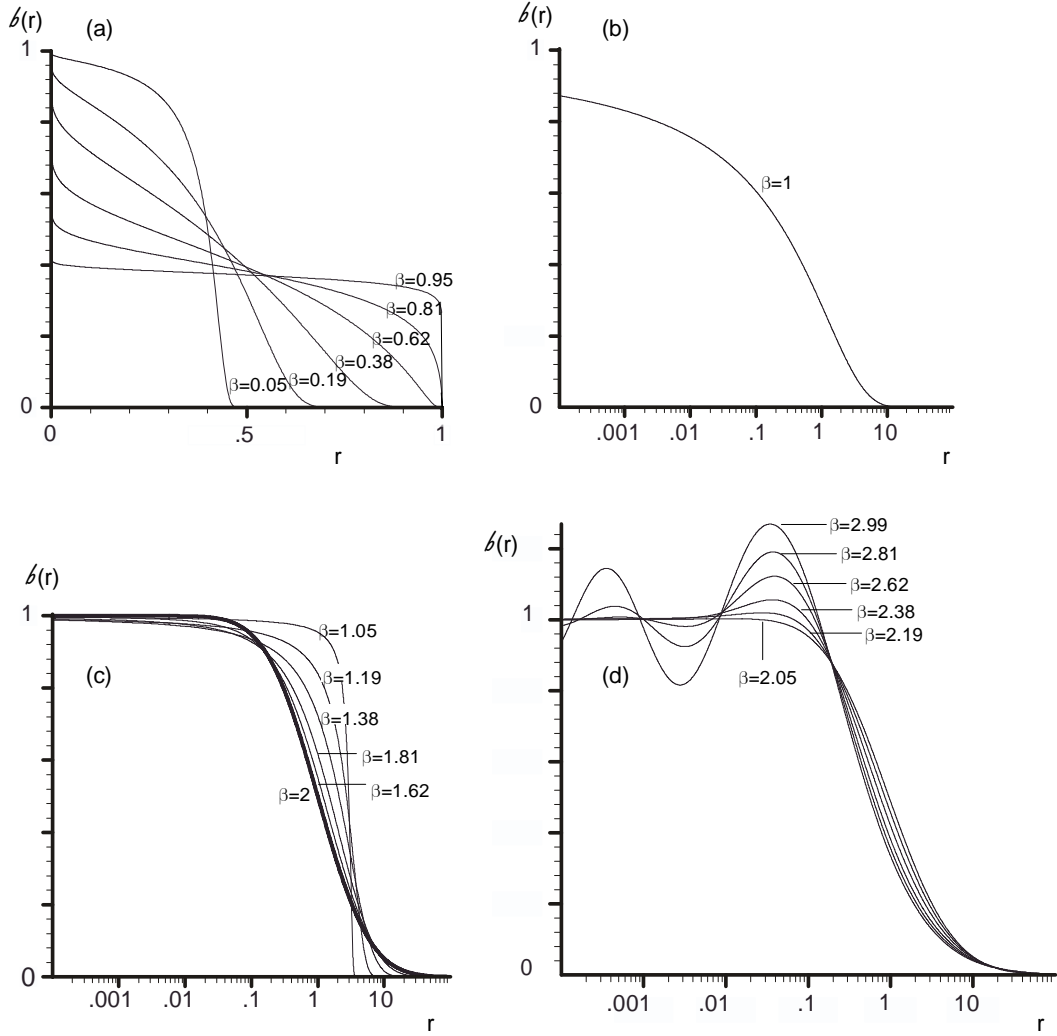 𝒷(r)
(a)
1
β=0.95
β=0.81
β=0.62
β=0.38
β=0.19
β=0.05
0
0
.5
1
r
𝒷(r)
(b)
1
β=1
0
.001
.01
.1
1
10
r
𝒷(r)
1
β=1.05
(c)
β=1.19
β=1.38
β=1.81
β=1.62
β=2
0
.001
.01
.1
1
10
r
𝒷(r)
β=2.99
β=2.81
β=2.62
β=2.38
β=2.19
1
(d)
β=2.05
0
.001
.01
.1
1
10
r